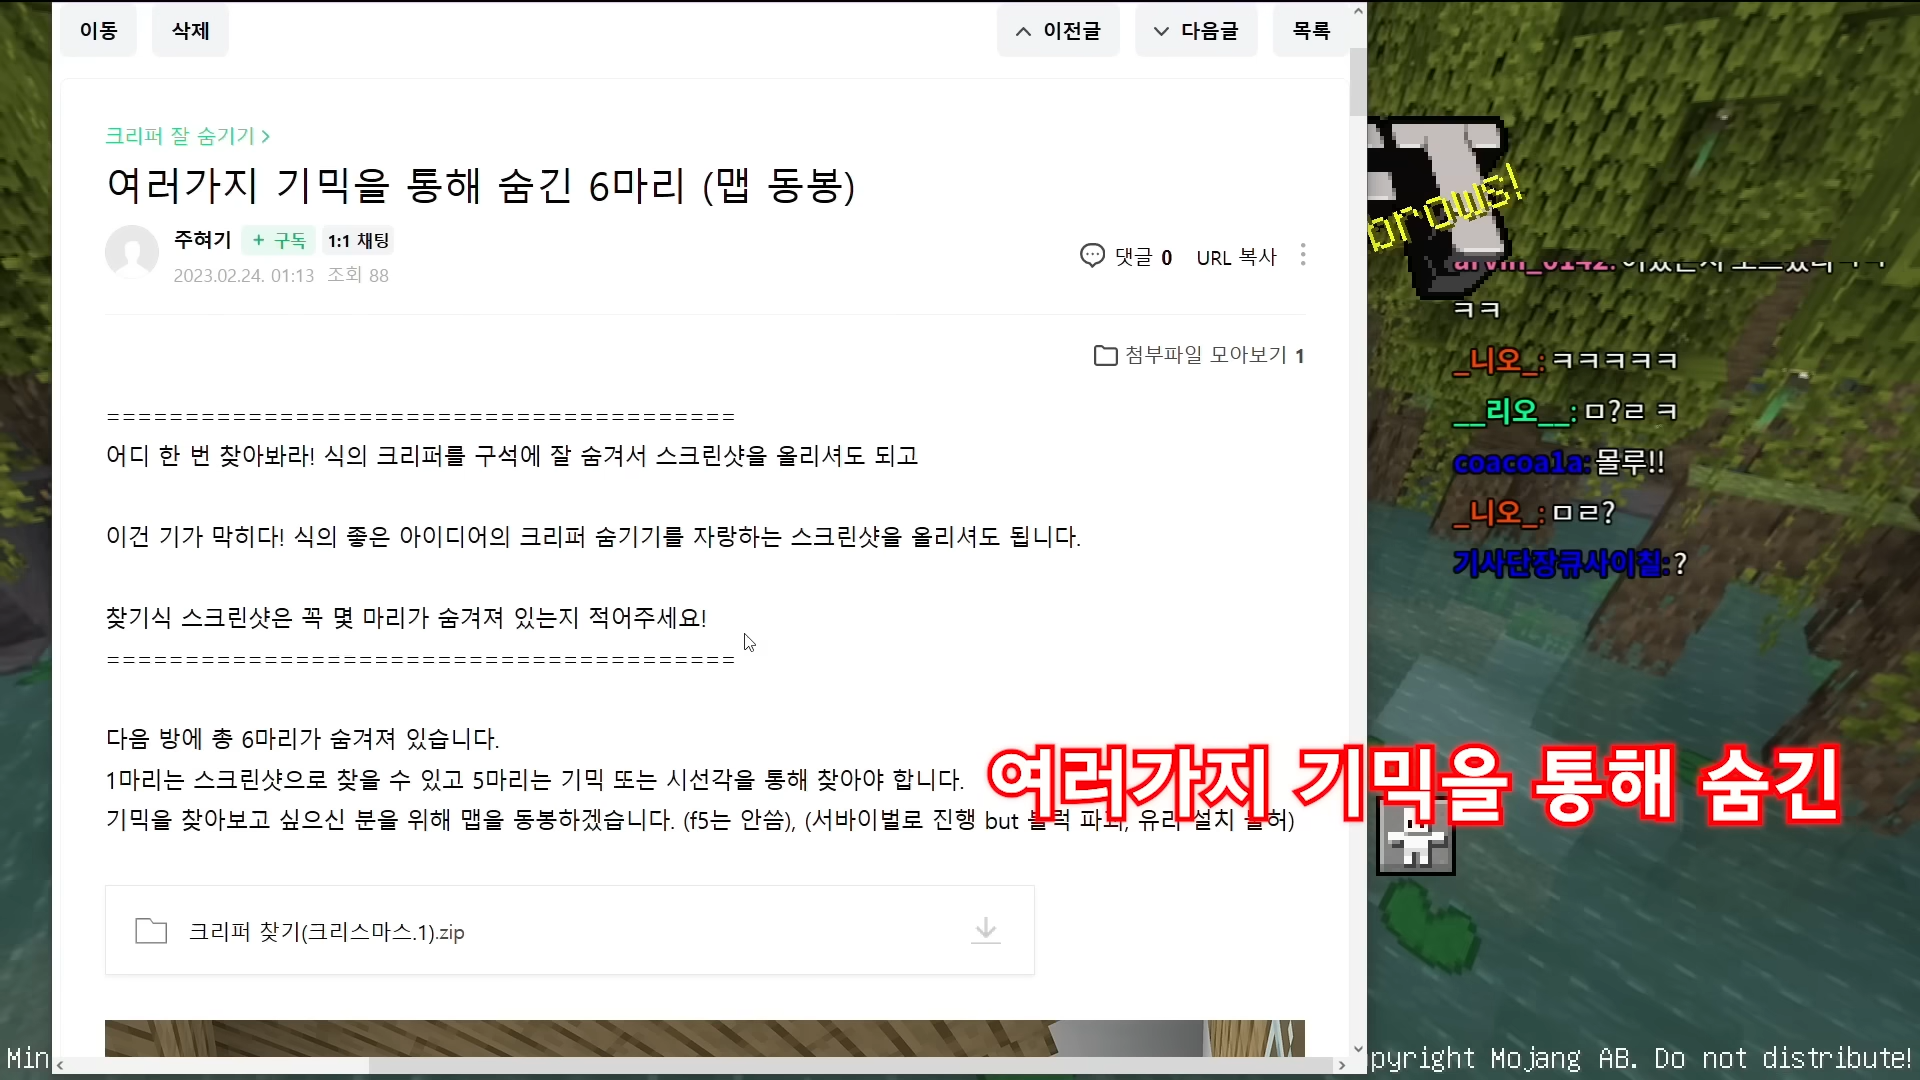 이동
삭제
이전글
다음글
목록
크리퍼 잘 숨기기
여러가지 기믹을 통해 숨긴 6마리 (맵 동봉)
주혀기 + 구독 1:1 채팅
2023.02.24. 01:13 조회 88
댓글 0 URL 복사
첨부파일 모아보기 1
========================================
어디 한 번 찾아봐라! 식의 크리퍼를 구석에 잘 숨겨서 스크린샷을 올리셔도 되고
이건 기가 막히다! 식의 좋은 아이디어의 크리퍼 숨기기를 자랑하는 스크린샷을 올리셔도 됩니다.
찾기식 스크린샷은 꼭 몇 마리가 숨겨져 있는지 적어주세요!
========================================
다음 방에 총 6마리가 숨겨져 있습니다.
1마리는 스크린샷으로 찾을 수 있고 5마리는 기믹 또는 시선각을 통해 찾아야 합니다.
기믹을 찾아보고 싶으신 분을 위해 맵을 동봉하겠습니다. (f5는 안씀), (서바이벌로 진행 but 블럭 파괴, 유리 설치 불허)
크리퍼 찾기(크리스마스.1).zip
brows!
arvin_0142:
ㅋㅋ
_니오_: ㅋㅋㅋㅋㅋ
__리오__: ㅁ?ㄹ ㅋ
coacoa1a: 몰루!!
_니오_: ㅁㄹ?
기사단장큐사이칠: ?
여러가지 기믹을 통해 숨긴
Min
pyright Mojang AB. Do not distribute!